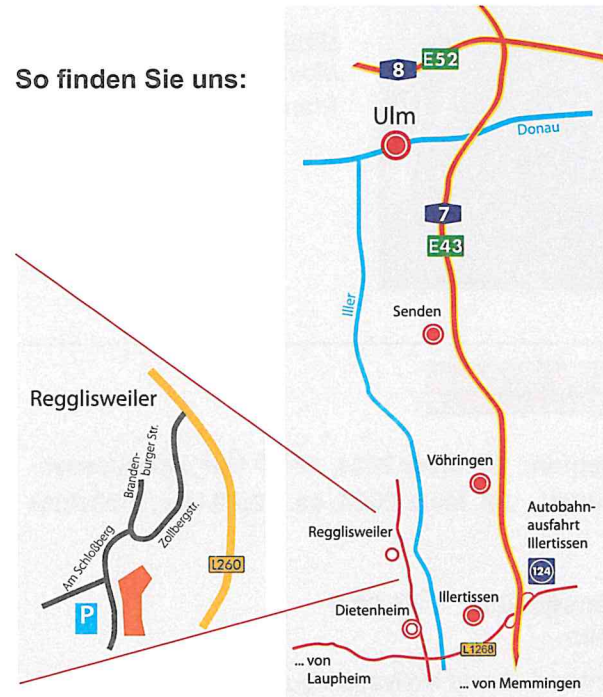 So finden Sie uns:
8
E52
Ulm
Donau
7
E43
Iller
Senden
Vöhringen
Regglisweiler
Autobahn-
ausfahrt
Illertissen
124
Dietenheim
Illertissen
L1268
... von
Laupheim
... von Memmingen
Regglisweiler
Branden-
burger Str.
Zollbergstr.
Am Schloßberg
L260
P